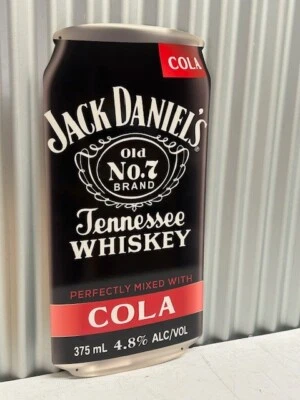 COLA
JACK DANIEL'S
Old
No.7
BRAND
Tennessee
WHISKEY
PERFECTLY MIXED WITH
COLA
375 mL 4.8% ALC/VOL